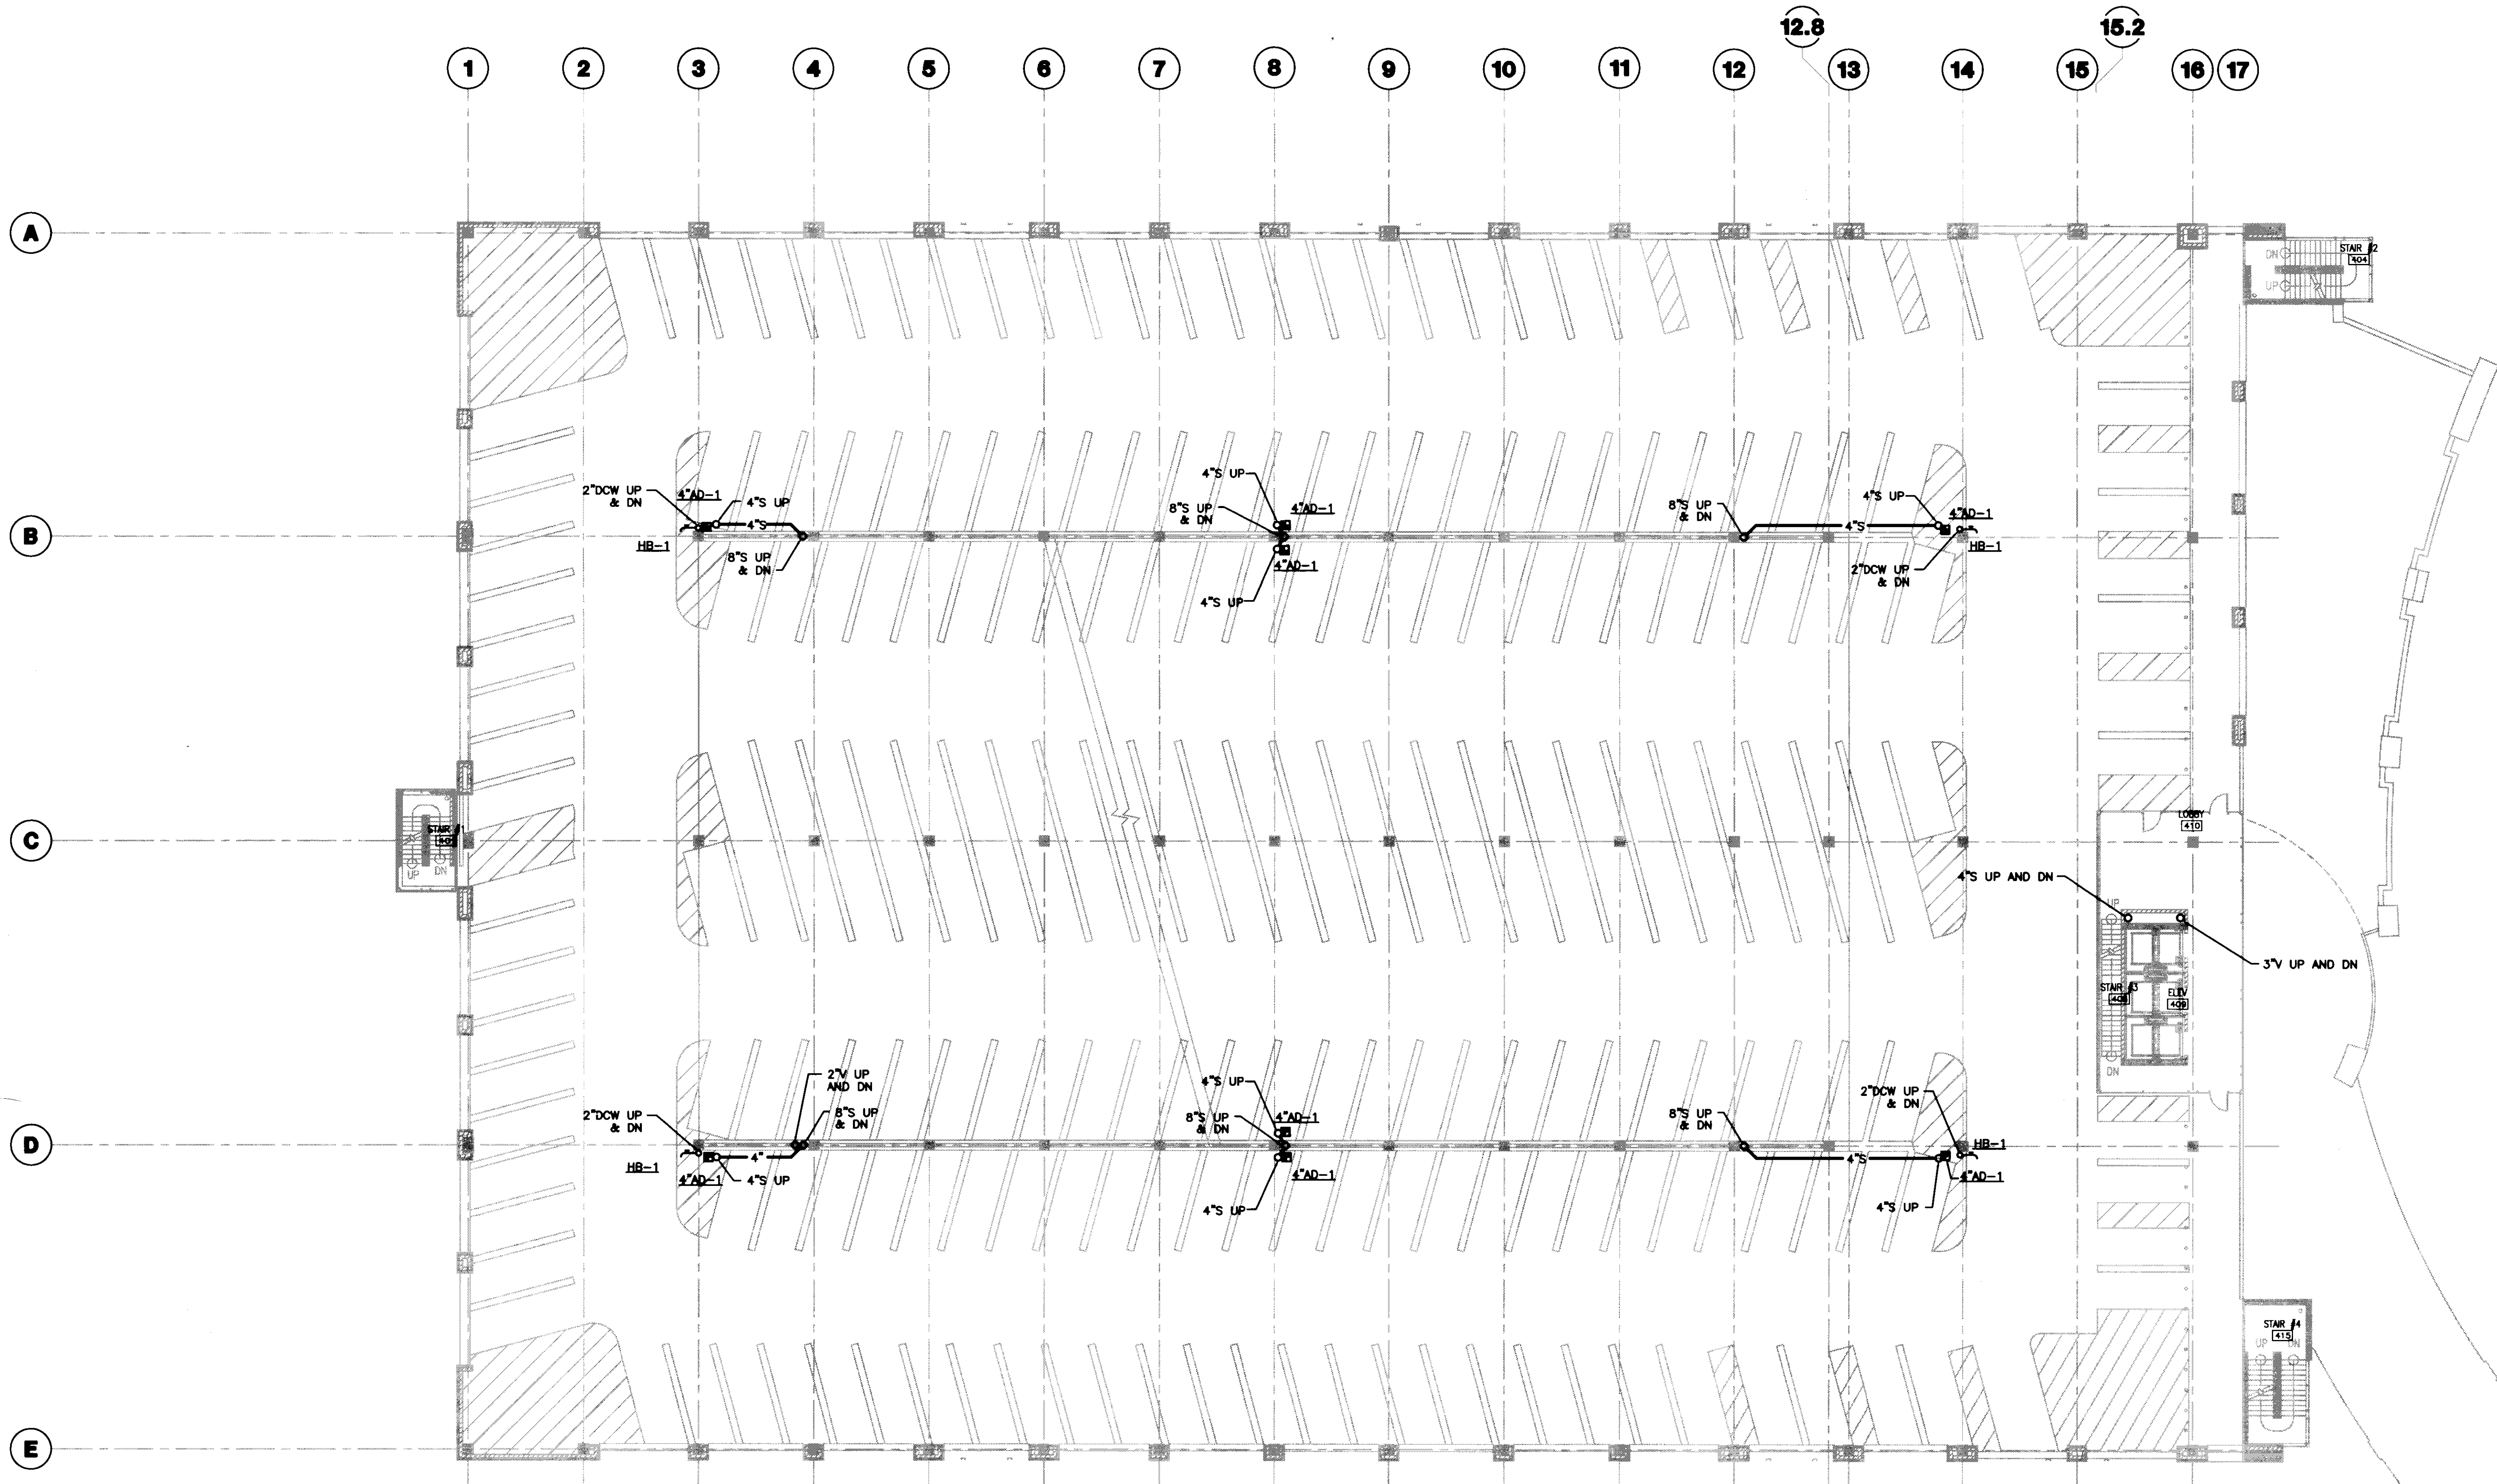 12.8
15.2
1
2
3
4
5
6
7
8
9
10
11
12
13
14
15
16
17
A
DN
UP
STAIR #2
404
B
2"DCW UP
& DN
4"AD-1
4"S UP
4"S
HB-1
8"S UP
& DN
4"S UP
8"S UP
& DN
4"AD-1
4"AD-1
4"S UP
8"S UP
& DN
4"S UP
4"AD-1
4"S
HB-1
2"DCW UP
& DN
C
STAIR #1
UP
DN
LOBBY
410
4"S UP AND DN
UP
3"V UP AND DN
STAIR #3
ELEV
409
DN
D
2"DCW UP
& DN
2"V UP
AND DN
8"S UP
& DN
HB-1
4"
4"AD-1
4"S UP
4"S UP
8"S UP
& DN
4"AD-1
4"AD-1
4"S UP
8"S UP
& DN
2"DCW UP
& DN
HB-1
4"S
4"AD-1
4"S UP
STAIR #4
415
UP
DN
E